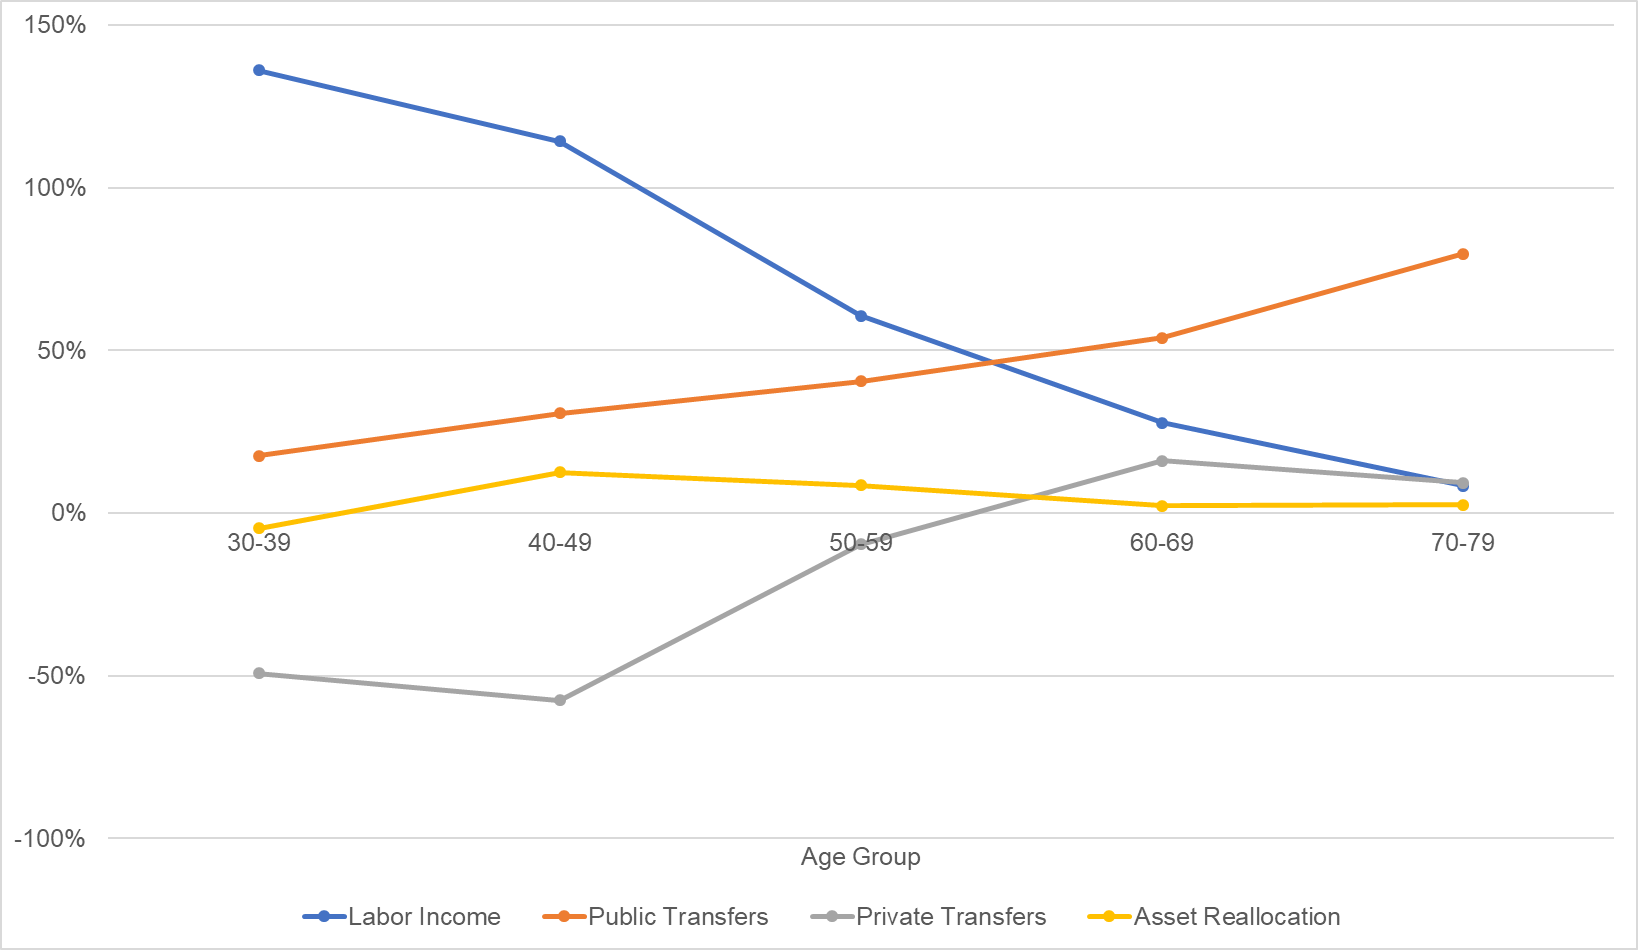 150%
100%
50%
0%
-50%
-100%
30-39 40-49 50-59 60-69 70-79
Age Group
Labor Income Public Transfers Private Transfers Asset Reallocation